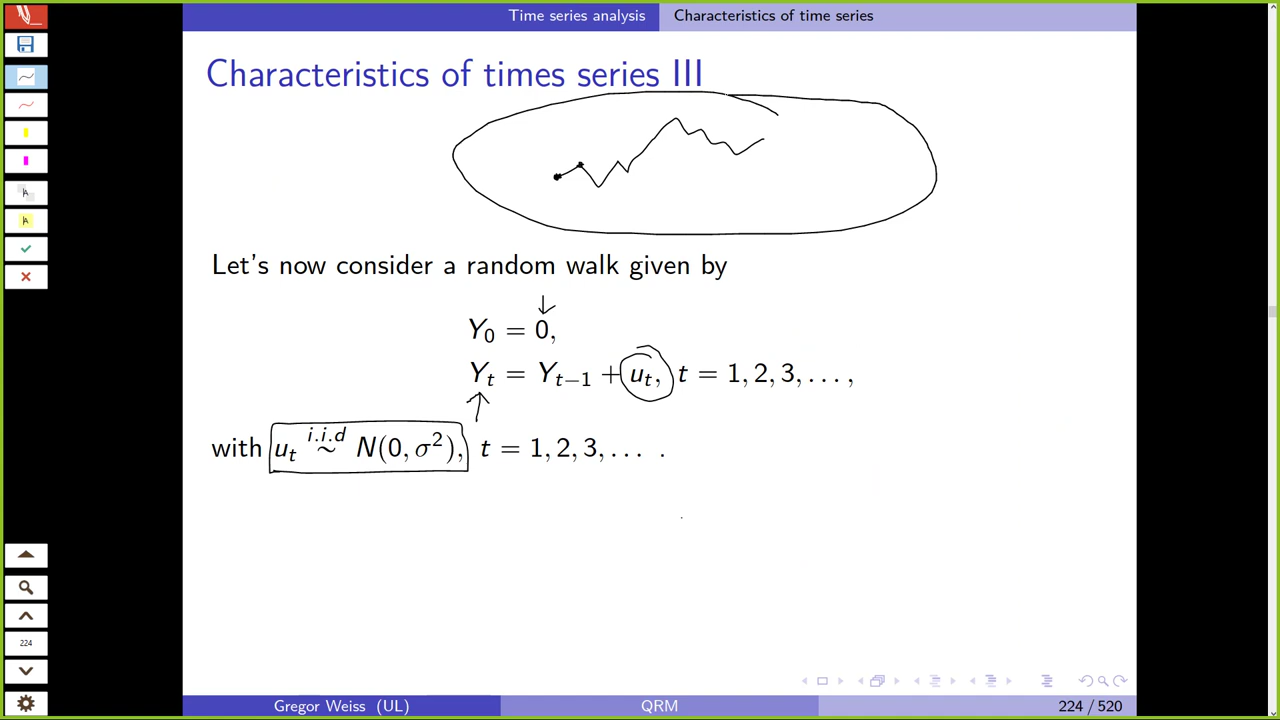 Time series analysis Characteristics of time series
Characteristics of times series III
Let's now consider a random walk given by
Y₀ = 0,
Yₜ = Yₜ₋₁ + uₜ, t = 1, 2, 3, . . . ,
with uₜ i.i.d ~ N(0, σ²), t = 1, 2, 3, . . . .
A
A
224
Gregor Weiss (UL) QRM 224 / 520